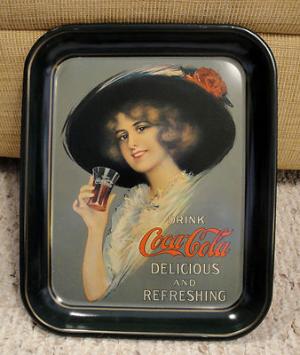 DRINK
Coca-Cola
DELICIOUS
AND
REFRESHING